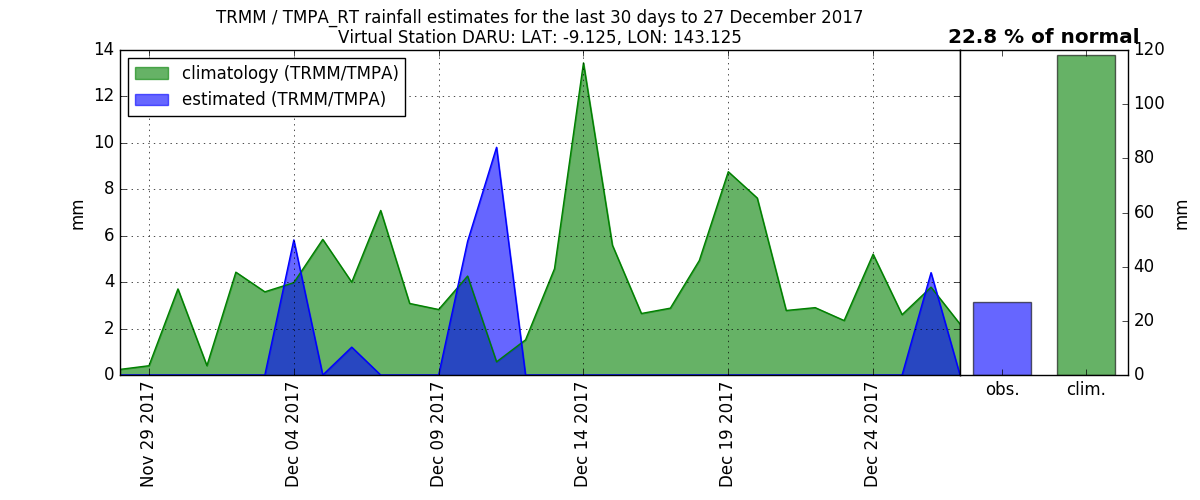 TRMM / TMPA_RT rainfall estimates for the last 30 days to 27 December 2017
Virtual Station DARU: LAT: -9.125, LON: 143.125
22.8 % of normal
climatology (TRMM/TMPA)
estimated (TRMM/TMPA)
14
12
10
8
6
4
2
0
mm
Nov 29 2017
Dec 04 2017
Dec 09 2017
Dec 14 2017
Dec 19 2017
Dec 24 2017
obs.
clim.
120
100
80
60
40
20
0
mm